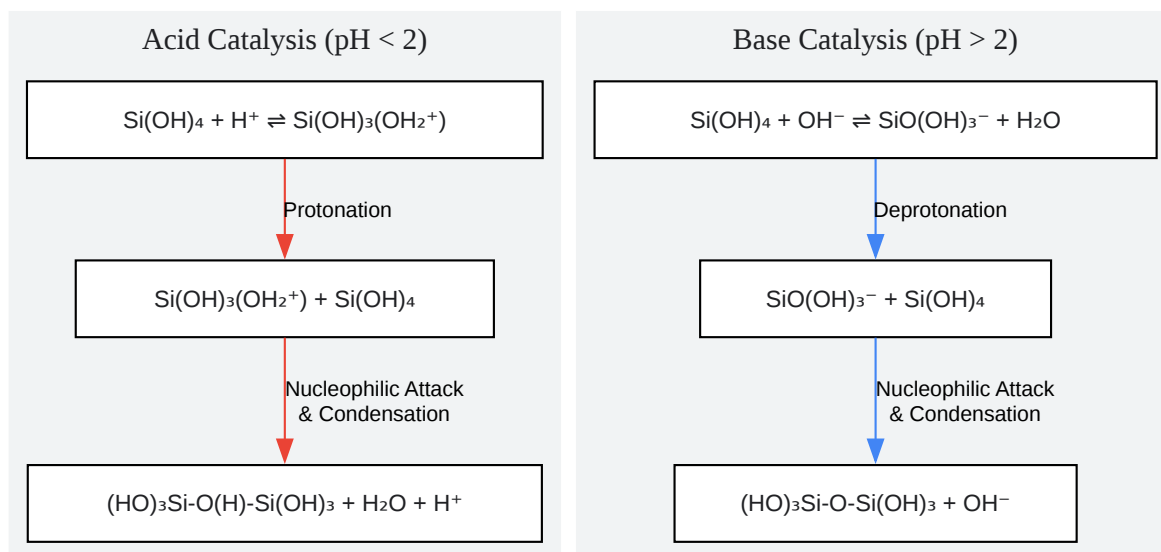 Acid Catalysis (pH < 2)
Si(OH)₄ + H⁺ ⇌ Si(OH)₃(OH₂⁺)
Protonation
Si(OH)₃(OH₂⁺) + Si(OH)₄
Nucleophilic Attack
& Condensation
(HO)₃Si-O(H)-Si(OH)₃ + H₂O + H⁺
Base Catalysis (pH > 2)
Si(OH)₄ + OH⁻ ⇌ SiO(OH)₃⁻ + H₂O
Deprotonation
SiO(OH)₃⁻ + Si(OH)₄
Nucleophilic Attack
& Condensation
(HO)₃Si-O-Si(OH)₃ + OH⁻